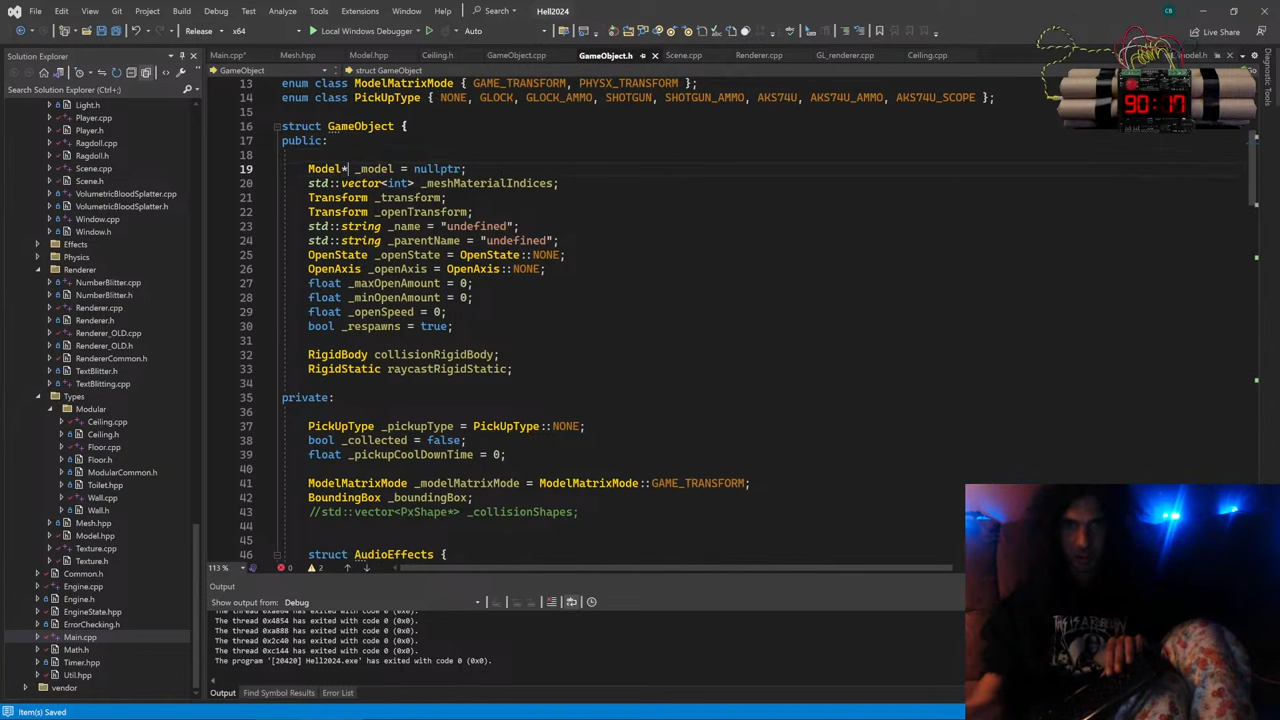 File Edit View Git Project Build Debug Test Analyze Tools Extensions Window Help Search Hell2024
Release x64 Local Windows Debugger Auto Live Share
Solution Explorer
Main.cpp* Mesh.hpp Model.hpp Ceiling.h GameObject.cpp GameObject.h Scene.cpp Renderer.cpp GL_renderer.cpp Ceiling.cpp
GameObject struct GameObject
Search Solution Explorer (Ctrl+;)
Light.h
Player.cpp
Player.h
Ragdoll.cpp
Ragdoll.h
Scene.cpp
Scene.h
VolumetricBloodSplatter.cpp
VolumetricBloodSplatter.h
Window.cpp
Window.h
Effects
Physics
Renderer
NumberBlitter.cpp
NumberBlitter.h
Renderer.cpp
Renderer.h
Renderer_OLD.cpp
Renderer_OLD.h
RendererCommon.h
TextBlitter.h
TextBlitting.cpp
Types
Modular
Ceiling.cpp
Ceiling.h
Floor.cpp
Floor.h
ModularCommon.h
Toilet.hpp
Wall.cpp
Wall.h
Mesh.hpp
Model.hpp
Texture.cpp
Texture.h
Common.h
Engine.cpp
Engine.h
EngineState.hpp
ErrorChecking.h
Main.cpp
Math.h
Timer.hpp
Util.hpp
vendor
13 enum class ModelMatrixMode { GAME_TRANSFORM, PHYSX_TRANSFORM };
14 enum class PickUpType { NONE, GLOCK, GLOCK_AMMO, SHOTGUN, SHOTGUN_AMMO, AKS74U, AKS74U_AMMO, AKS74U_SCOPE };
15
16 struct GameObject {
17 public:
18
19 Model* _model = nullptr;
20 std::vector<int> _meshMaterialIndices;
21 Transform _transform;
22 Transform _openTransform;
23 std::string _name = "undefined";
24 std::string _parentName = "undefined";
25 OpenState _openState = OpenState::NONE;
26 OpenAxis _openAxis = OpenAxis::NONE;
27 float _maxOpenAmount = 0;
28 float _minOpenAmount = 0;
29 float _openSpeed = 0;
30 bool _respawns = true;
31
32 RigidBody collisionRigidBody;
33 RigidStatic raycastRigidStatic;
34
35 private:
36
37 PickUpType _pickupType = PickUpType::NONE;
38 bool _collected = false;
39 float _pickupCoolDownTime = 0;
40
41 ModelMatrixMode _modelMatrixMode = ModelMatrixMode::GAME_TRANSFORM;
42 BoundingBox _boundingBox;
43 //std::vector<PxShape*> _collisionShapes;
44
45
46 struct AudioEffects {
113 % 0 2
Output
Show output from: Debug
The thread 0x4854 has exited with code 0 (0x0).
The thread 0xa888 has exited with code 0 (0x0).
The thread 0x2c40 has exited with code 0 (0x0).
The thread 0xc144 has exited with code 0 (0x0).
The program '[20420] Hell2024.exe' has exited with code 0 (0x0).
Output Find Symbol Results Error List
Item(s) Saved
Diagnostic Tools
90:17